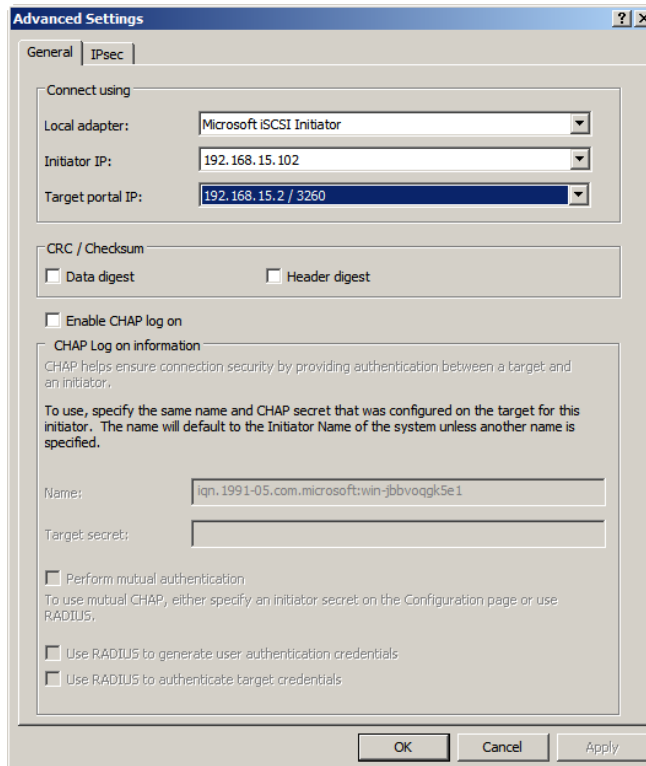 Advanced Settings
General
IPsec
Connect using
Local adapter:
Microsoft iSCSI Initiator
Initiator IP:
192.168.15.102
Target portal IP:
192.168.15.2 / 3260
CRC / Checksum
Data digest
Header digest
Enable CHAP log on
CHAP Log on information
CHAP helps ensure connection security by providing authentication between a target and
an initiator.
To use, specify the same name and CHAP secret that was configured on the target for this
initiator. The name will default to the Initiator Name of the system unless another name is
specified.
Name:
iqn.1991-05.com.microsoft:win-jbbvoqgk5e1
Target secret:
Perform mutual authentication
To use mutual CHAP, either specify an initiator secret on the Configuration page or use
RADIUS.
Use RADIUS to generate user authentication credentials
Use RADIUS to authenticate target credentials
OK
Cancel
Apply